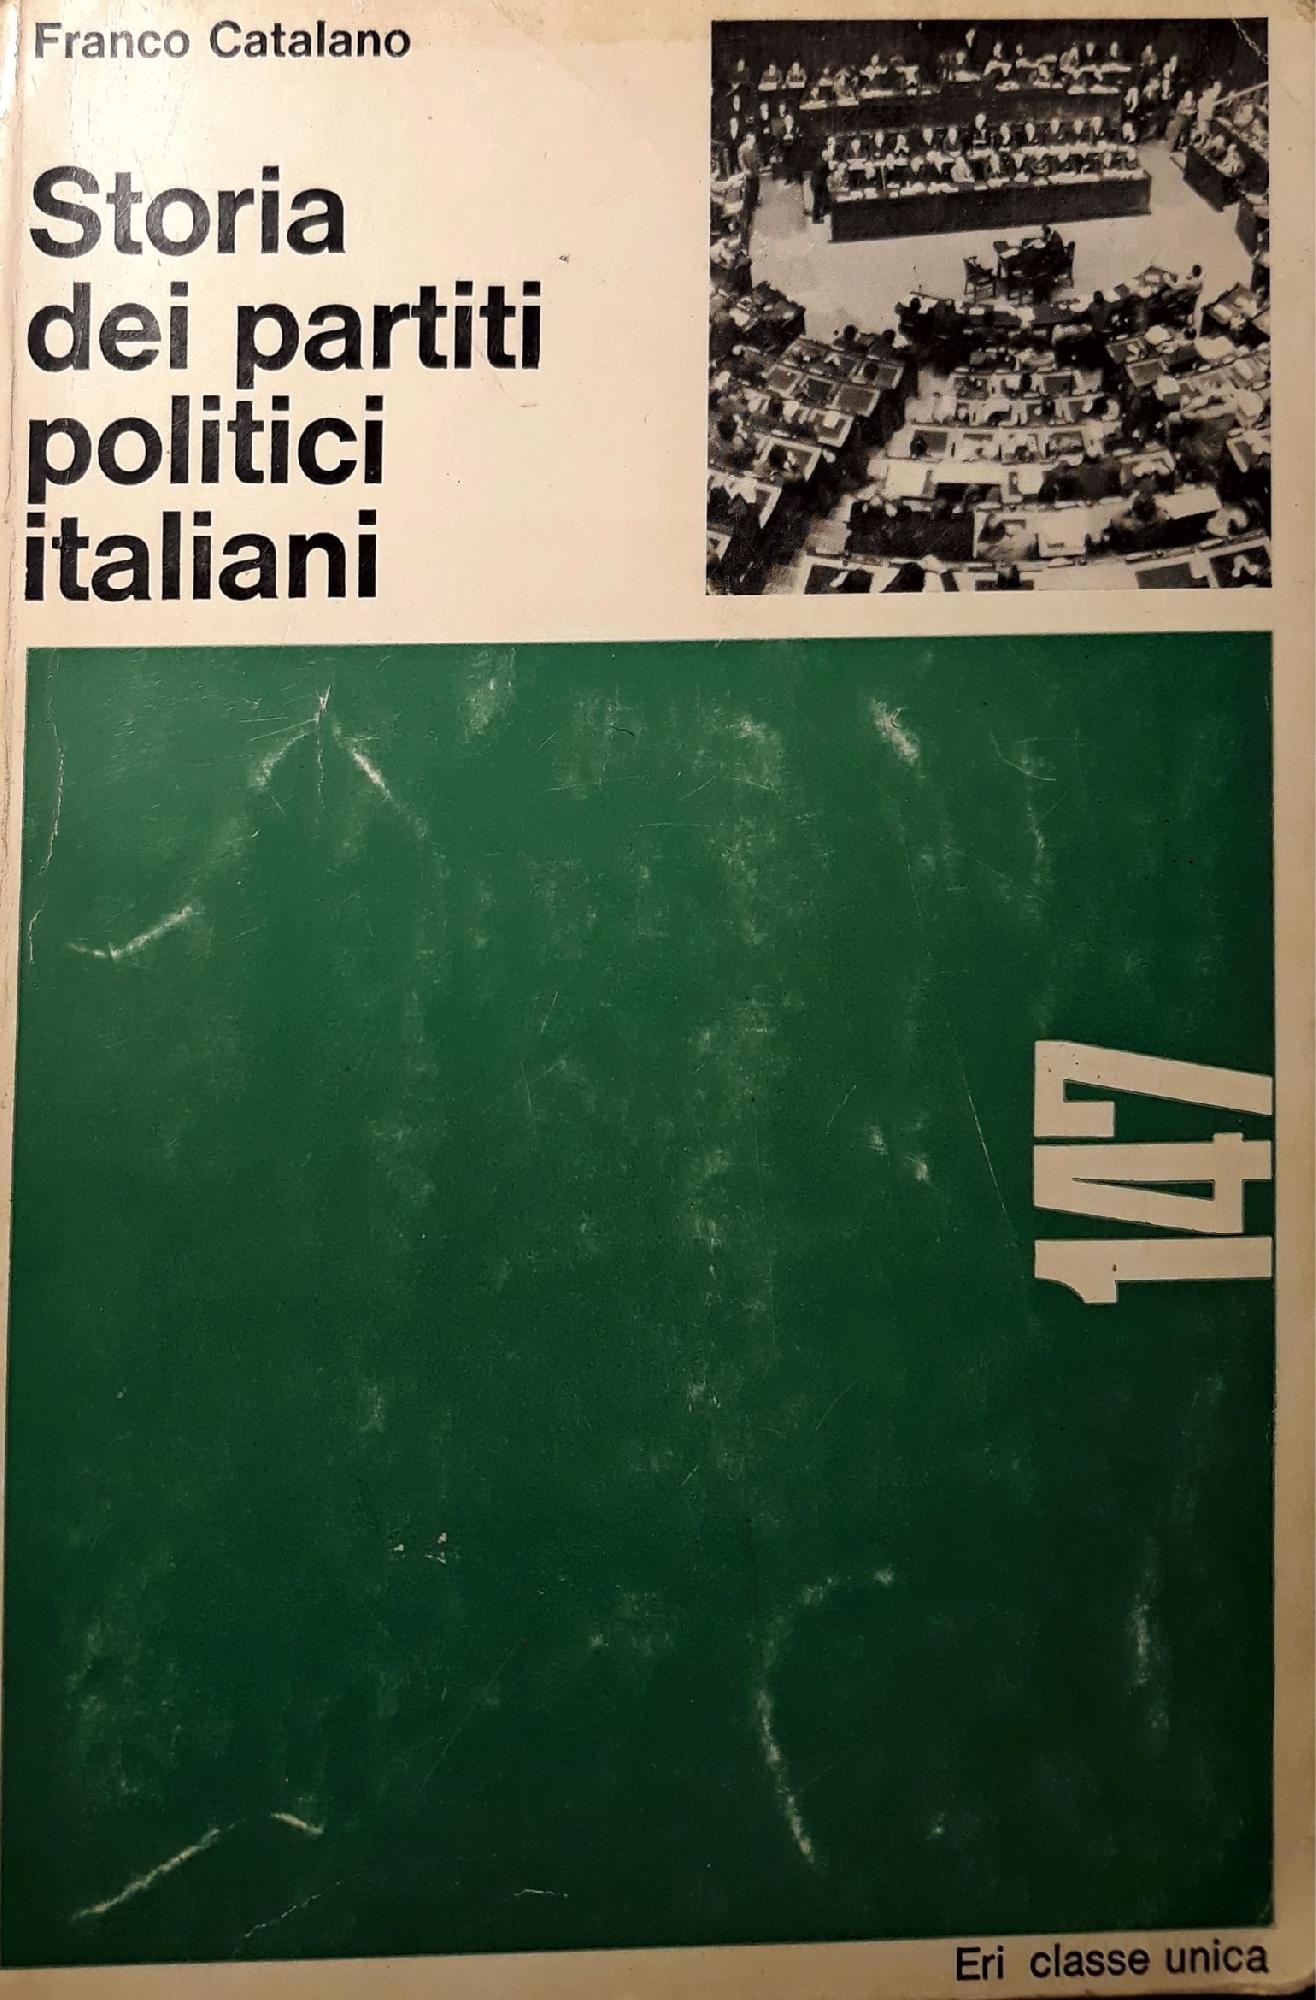 Franco Catalano
Storia
dei partiti
politici
italiani
147
Eri classe unica